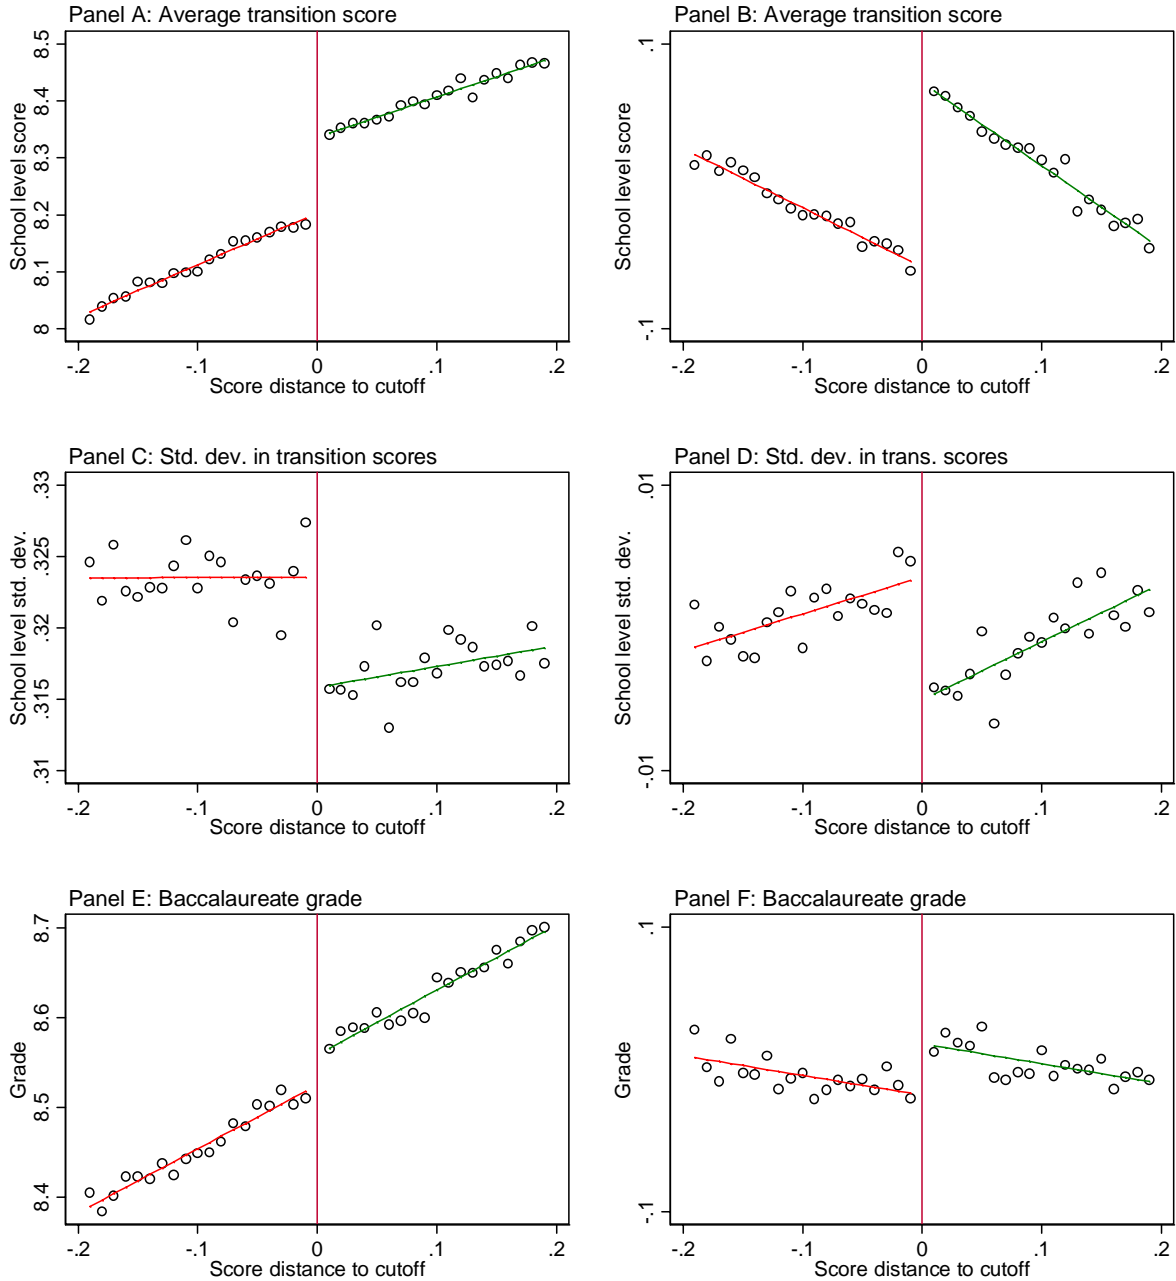 Panel A: Average transition score
School level score
8.5
8.4
8.3
8.2
8.1
8
-.2 -.1 0 .1 .2
Score distance to cutoff
Panel B: Average transition score
School level score
.1
-.1
-.2 -.1 0 .1 .2
Score distance to cutoff
Panel C: Std. dev. in transition scores
School level std. dev.
.33
.325
.32
.315
.31
-.2 -.1 0 .1 .2
Score distance to cutoff
Panel D: Std. dev. in trans. scores
School level std. dev.
.01
-.01
-.2 -.1 0 .1 .2
Score distance to cutoff
Panel E: Baccalaureate grade
Grade
8.7
8.6
8.5
8.4
-.2 -.1 0 .1 .2
Score distance to cutoff
Panel F: Baccalaureate grade
Grade
.1
-.1
-.2 -.1 0 .1 .2
Score distance to cutoff